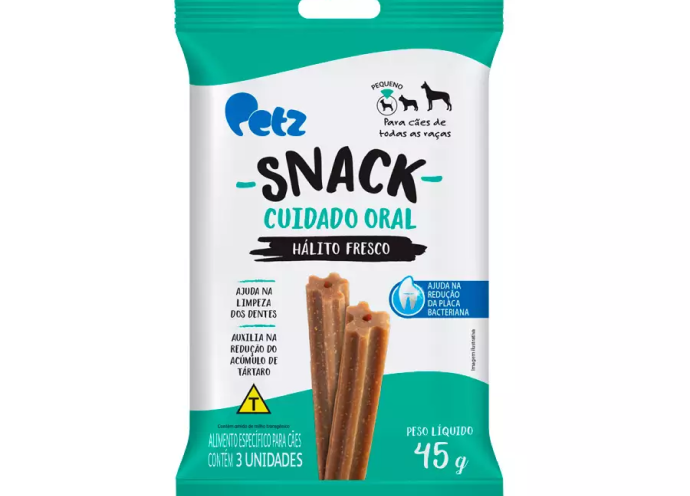 PEQUENO
Petz
Para cães de
todas as raças
SNACK
CUIDADO ORAL
HÁLITO FRESCO
AJUDA NA
LIMPEZA
DOS DENTES
AJUDA NA
REDUÇÃO
DA PLACA
BACTERIANA
AUXILIA NA
REDUÇÃO DO
ACÚMULO DE
TÁRTARO
Imagem ilustrativa
T
ALIMENTO ESPECÍFICO PARA CÃES
CONTÉM 3 UNIDADES
PESO LÍQUIDO
45 g